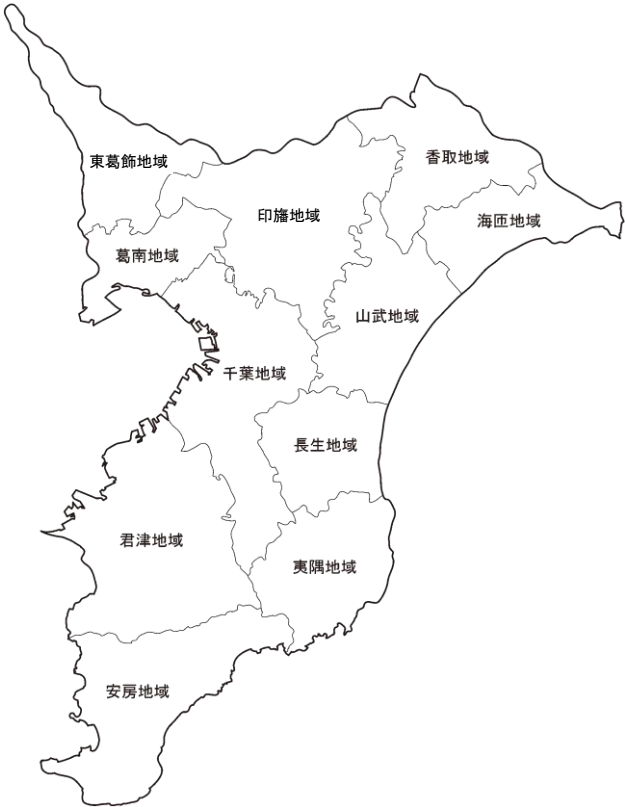 東葛飾地域
香取地域
印旛地域
海匝地域
葛南地域
山武地域
千葉地域
長生地域
君津地域
夷隅地域
安房地域